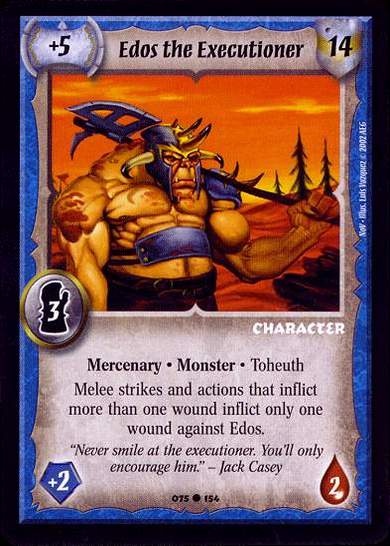 +5
Edos the Executioner
14
Nov • Illus. Luis Vazquez © 2002 AEG
3
CHARACTER
Mercenary • Monster • Toheuth
Melee strikes and actions that inflict
more than one wound inflict only one
wound against Edos.
“Never smile at the executioner. You'll only
encourage him.” – Jack Casey
+2
075 ● 154
2